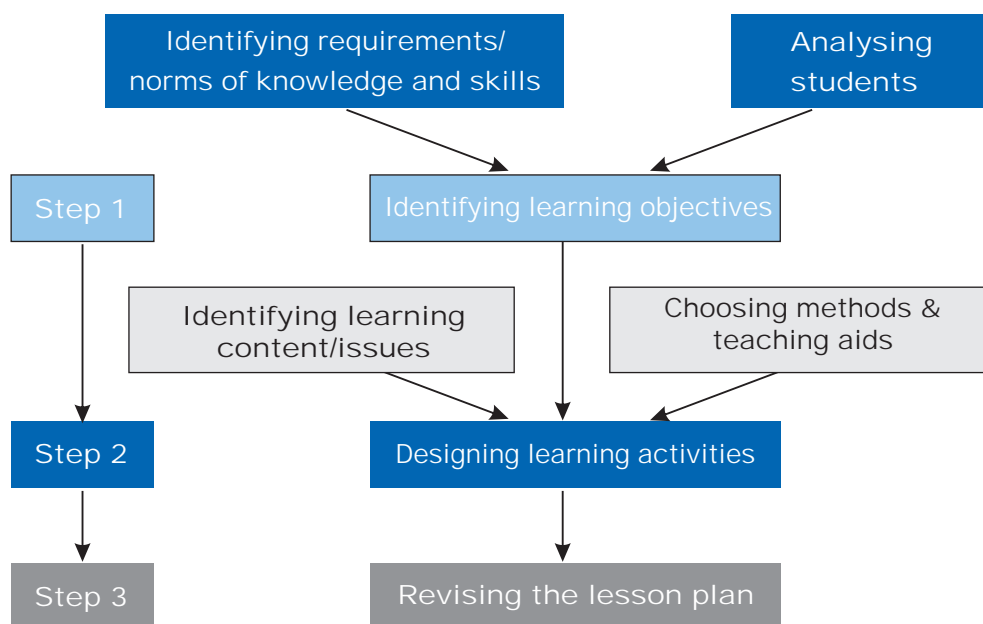 Identifying requirements/
norms of knowledge and skills
Analysing
students
Step 1
Identifying learning objectives
Identifying learning
content/issues
Choosing methods &
teaching aids
Step 2
Designing learning activities
Step 3
Revising the lesson plan